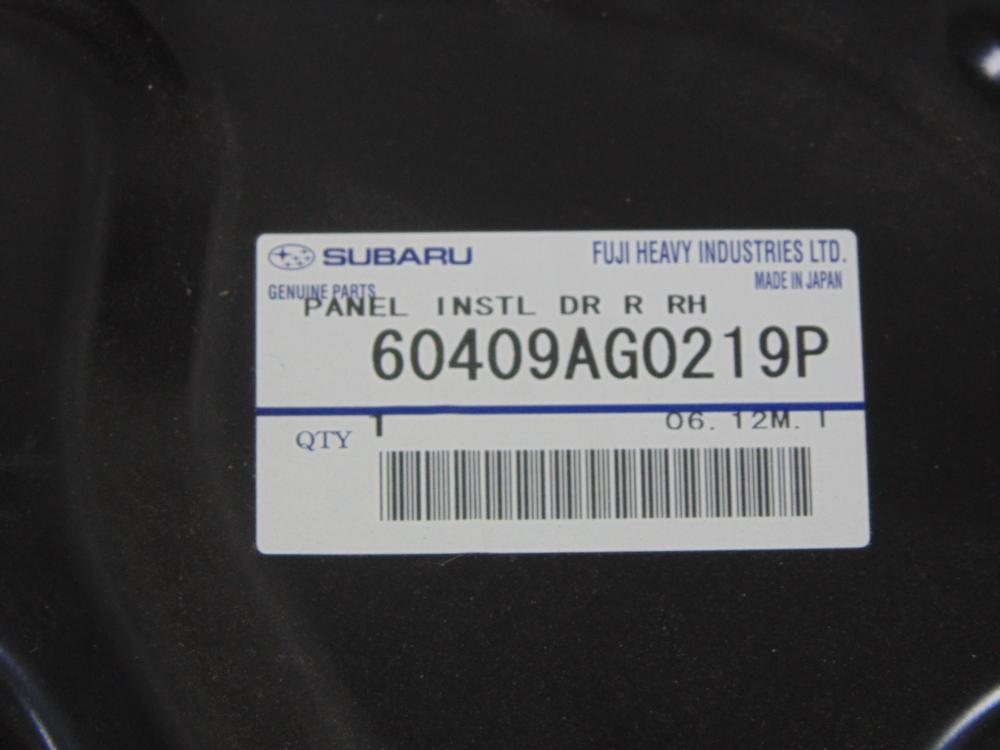 SUBARU
FUJI HEAVY INDUSTRIES LTD.
MADE IN JAPAN
GENUINE PARTS
PANEL INSTL DR R RH
60409AG0219P
QTY 1
06. 12M. I